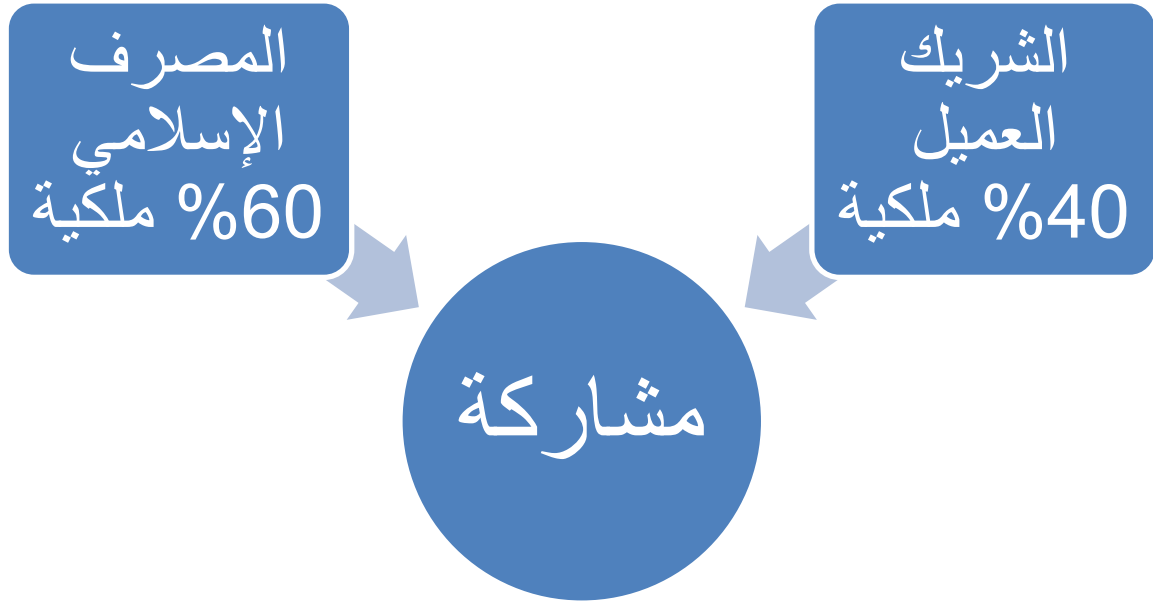 الشريك
العميل
40% ملكية
المصرف
الإسلامي
60% ملكية
مشاركة